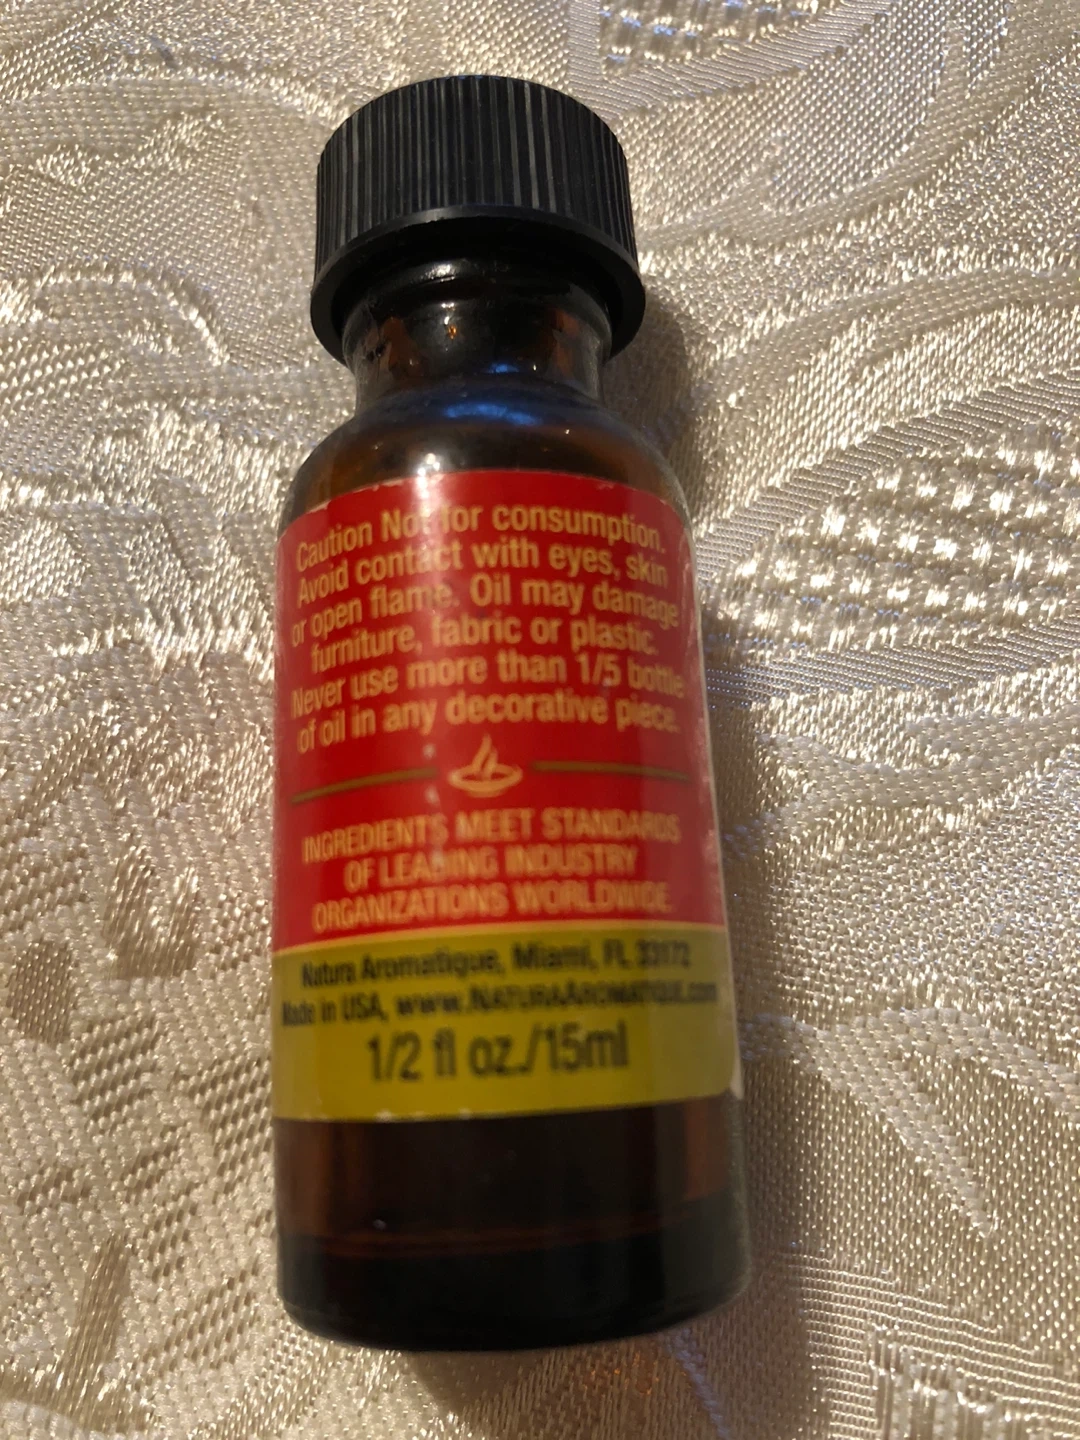 Caution Not for consumption.
Avoid contact with eyes, skin
or open flame. Oil may damage
furniture, fabric or plastic.
Never use more than 1/5 bottle
of oil in any decorative piece.
INGREDIENTS MEET STANDARDS
OF LEADING INDUSTRY
ORGANIZATIONS WORLDWIDE.
Natura Aromatique, Miami, FL 33172
Made in USA, www.NATURAAROMATIQUE.com
1/2 fl oz./15ml